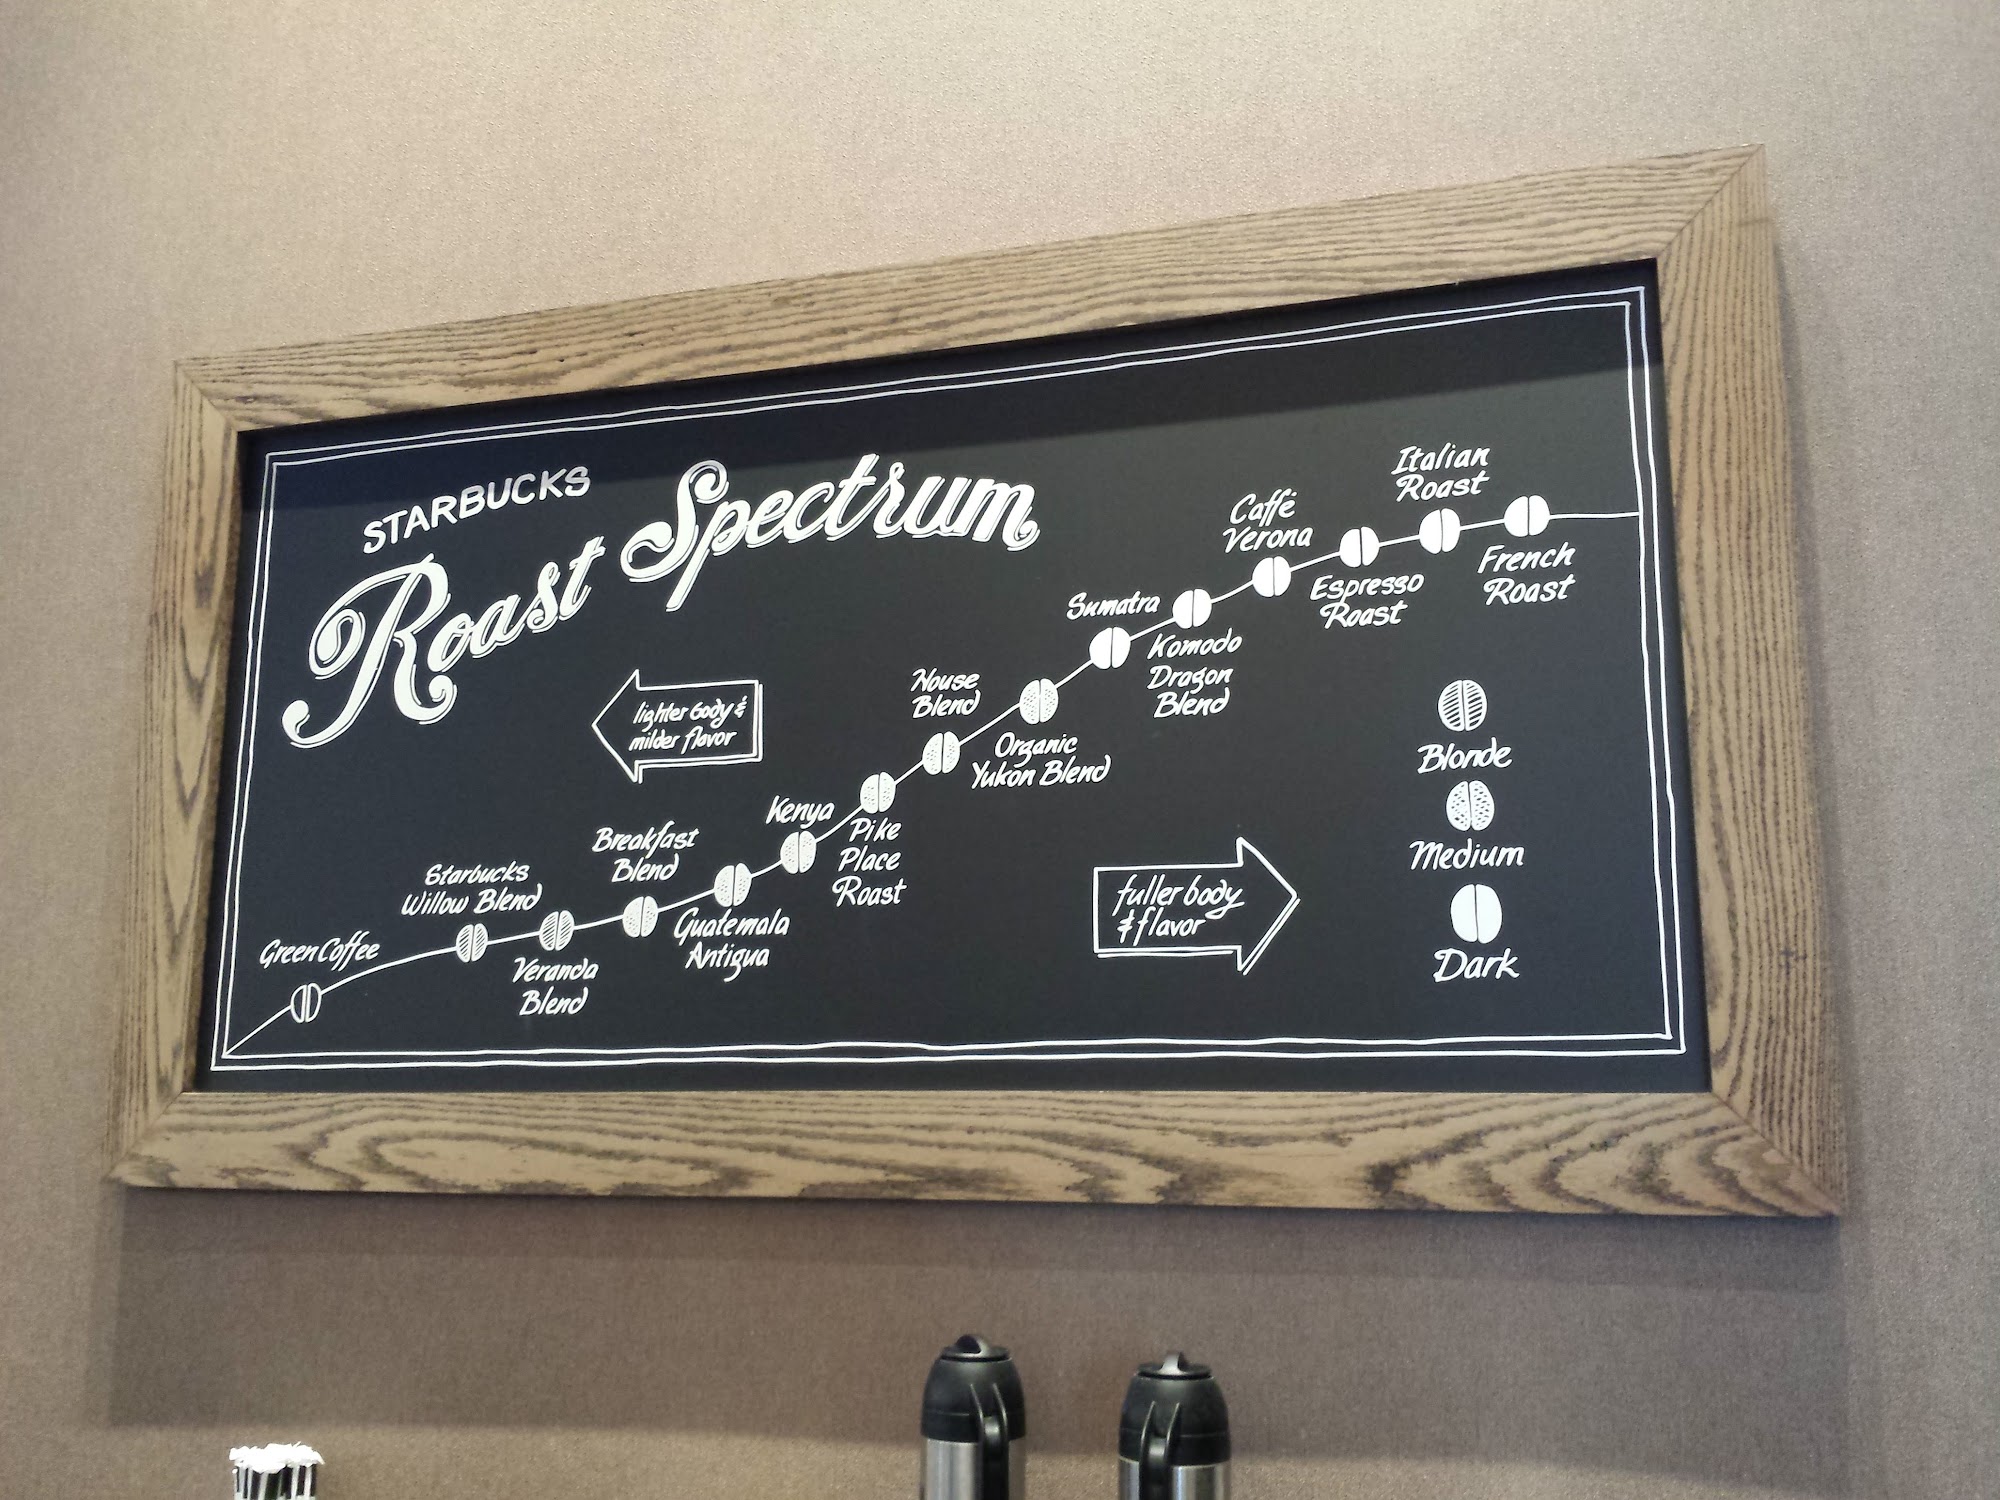 STARBUCKS
Roast Spectrum
lighter body &
milder flavor
Green Coffee
Starbucks
Willow Blend
Veranda
Blend
Breakfast
Blend
Guatemala
Antigua
Kenya
Pike
Place
Roast
House
Blend
Organic
Yukon Blend
Sumatra
Komodo
Dragon
Blend
Caffè
Verona
Espresso
Roast
Italian
Roast
French
Roast
fuller body
& flavor
Blonde
Medium
Dark